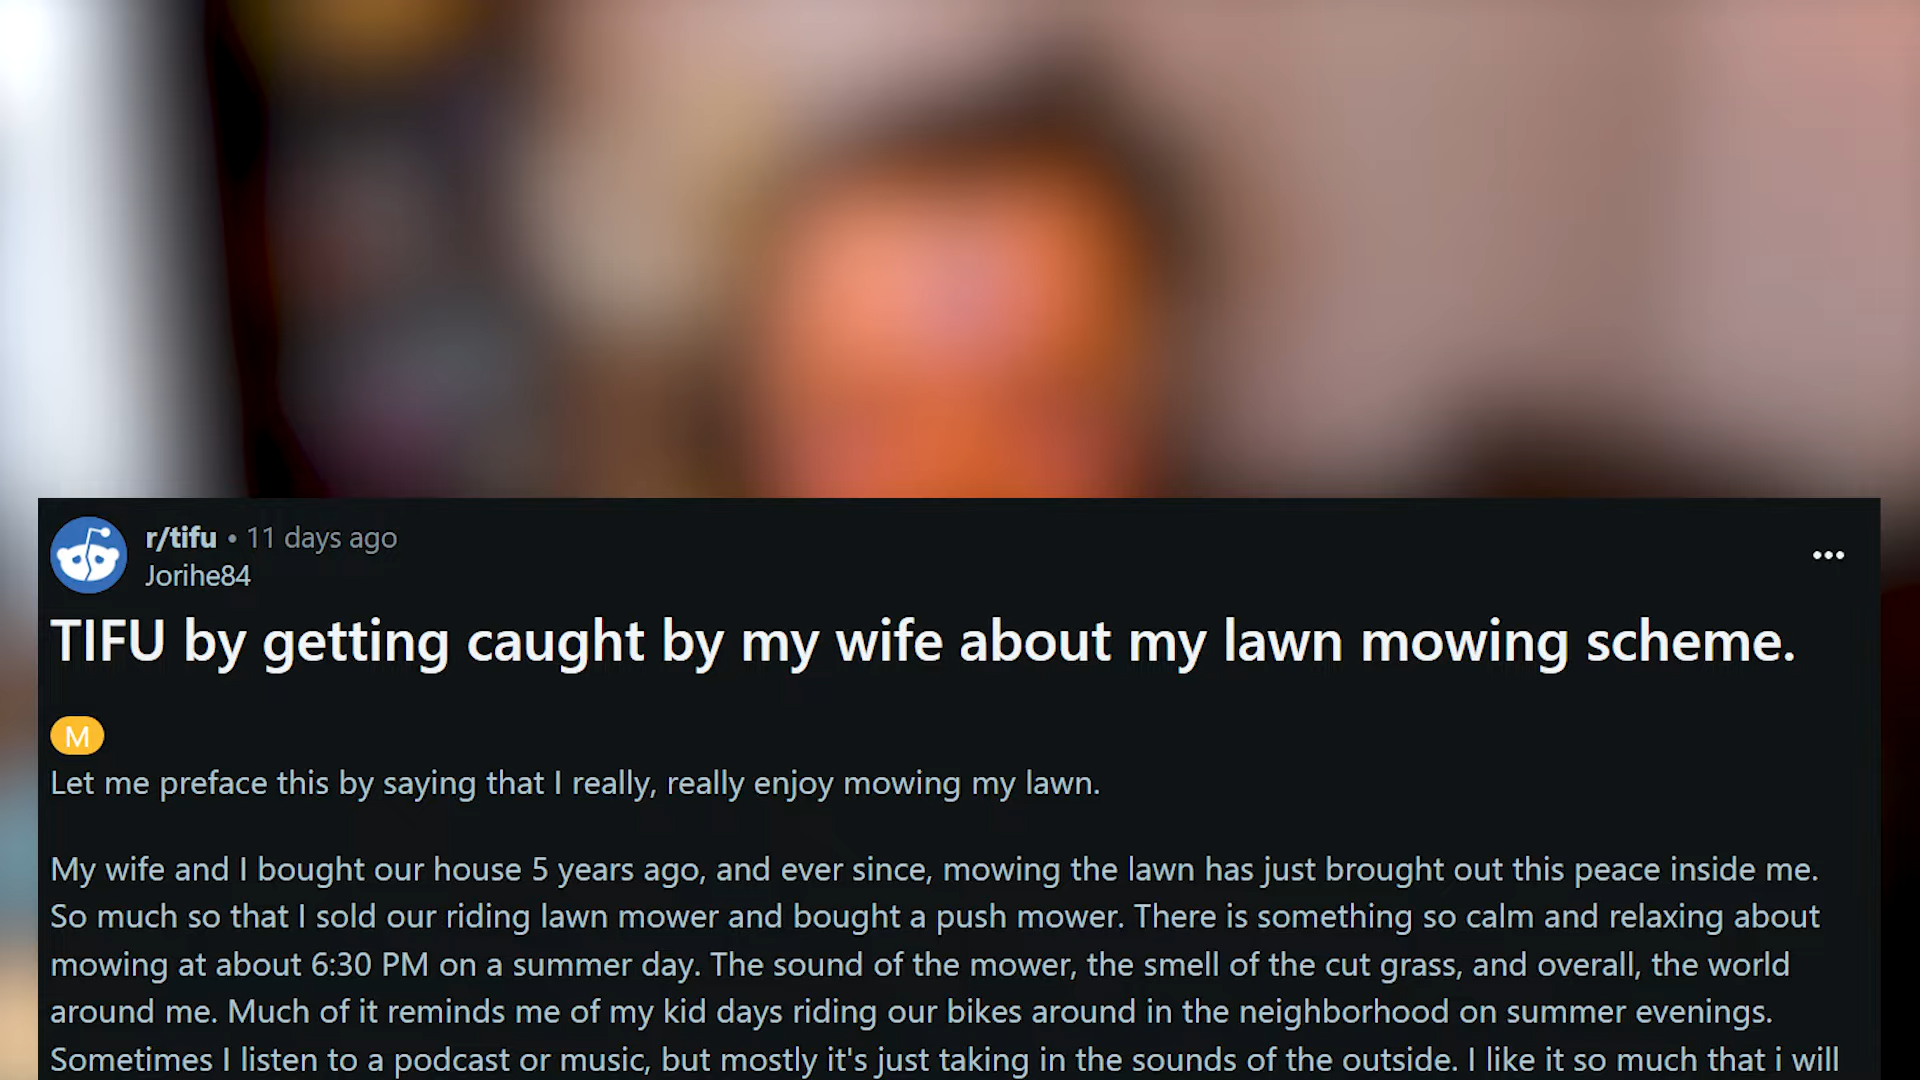 r/tifu • 11 days ago
Jorihe84
TIFU by getting caught by my wife about my lawn mowing scheme.
M
Let me preface this by saying that I really, really enjoy mowing my lawn.
My wife and I bought our house 5 years ago, and ever since, mowing the lawn has just brought out this peace inside me.
So much so that I sold our riding lawn mower and bought a push mower. There is something so calm and relaxing about
mowing at about 6:30 PM on a summer day. The sound of the mower, the smell of the cut grass, and overall, the world
around me. Much of it reminds me of my kid days riding our bikes around in the neighborhood on summer evenings.
Sometimes I listen to a podcast or music, but mostly it's just taking in the sounds of the outside. I like it so much that i will